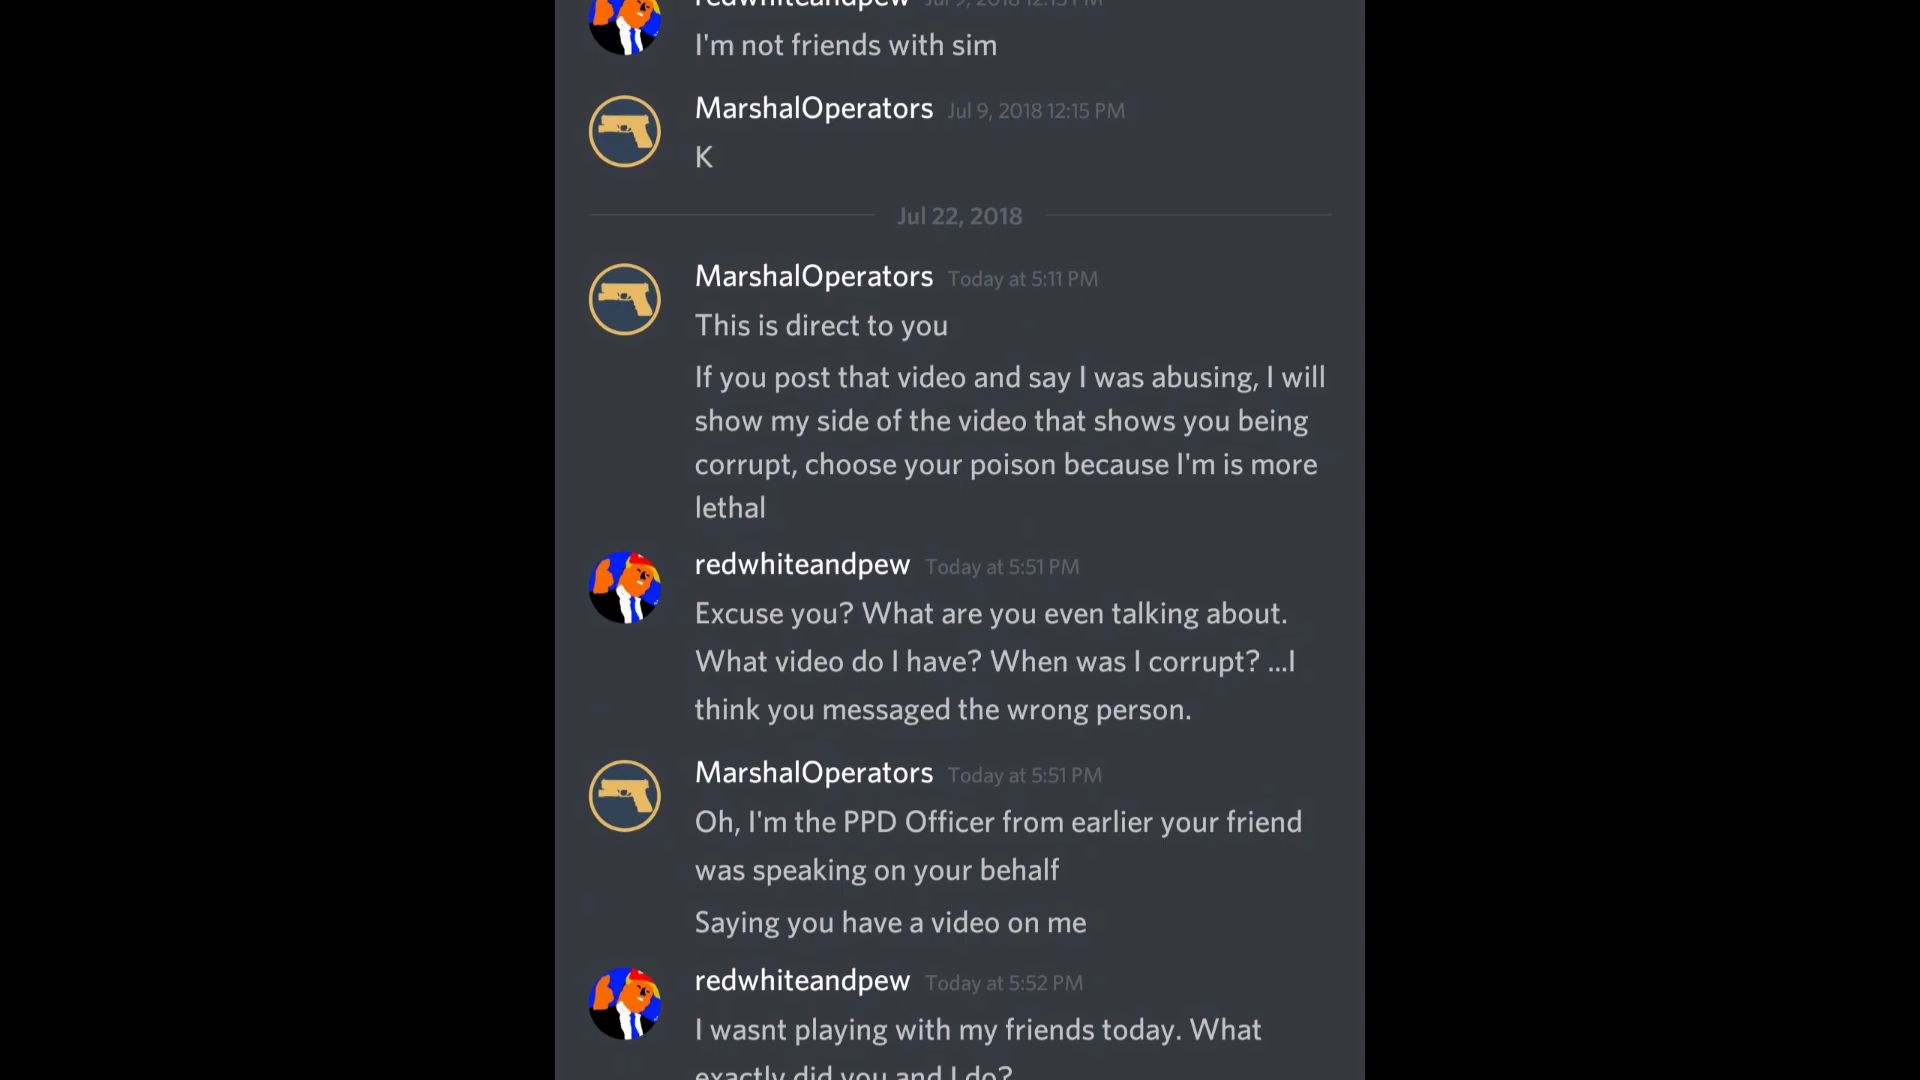 redwhiteandpew Jul 9, 2018 12:15 PM
I'm not friends with sim
MarshalOperators Jul 9, 2018 12:15 PM
K
Jul 22, 2018
MarshalOperators Today at 5:11 PM
This is direct to you
If you post that video and say I was abusing, I will
show my side of the video that shows you being
corrupt, choose your poison because I'm is more
lethal
redwhiteandpew Today at 5:51 PM
Excuse you? What are you even talking about.
What video do I have? When was I corrupt? ...I
think you messaged the wrong person.
MarshalOperators Today at 5:51 PM
Oh, I'm the PPD Officer from earlier your friend
was speaking on your behalf
Saying you have a video on me
redwhiteandpew Today at 5:52 PM
I wasnt playing with my friends today. What
exactly did you and I do?